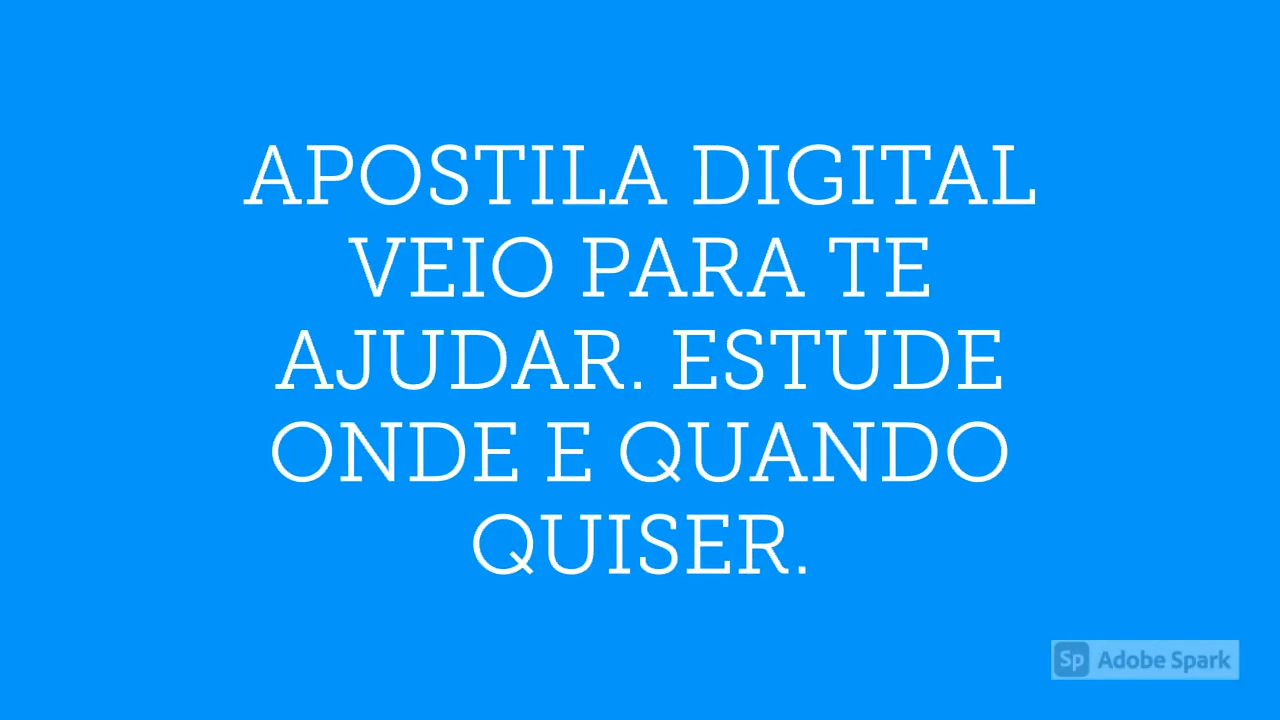 APOSTILA DIGITAL
VEIO PARA TE
AJUDAR. ESTUDE
ONDE E QUANDO
QUISER.
Sp Adobe Spark